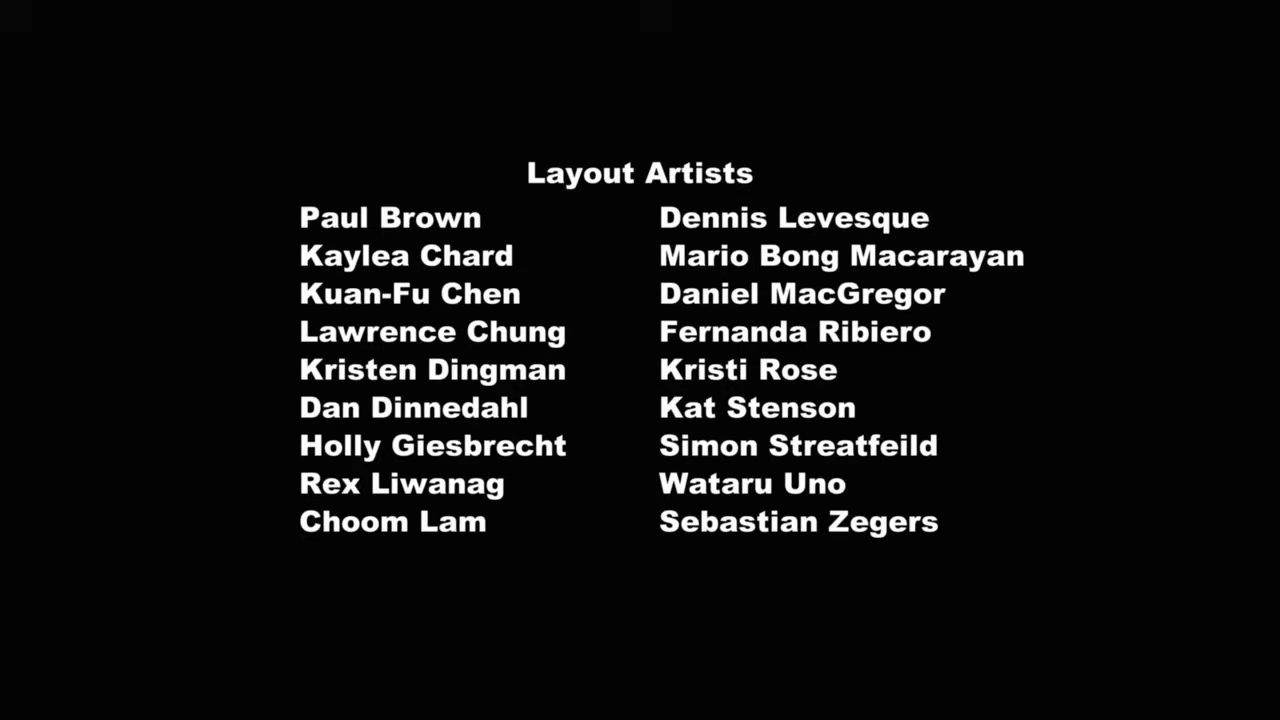 Layout Artists
Paul Brown Dennis Levesque
Kaylea Chard Mario Bong Macarayan
Kuan-Fu Chen Daniel MacGregor
Lawrence Chung Fernanda Ribiero
Kristen Dingman Kristi Rose
Dan Dinnedahl Kat Stenson
Holly Giesbrecht Simon Streatfeild
Rex Liwanag Wataru Uno
Choom Lam Sebastian Zegers